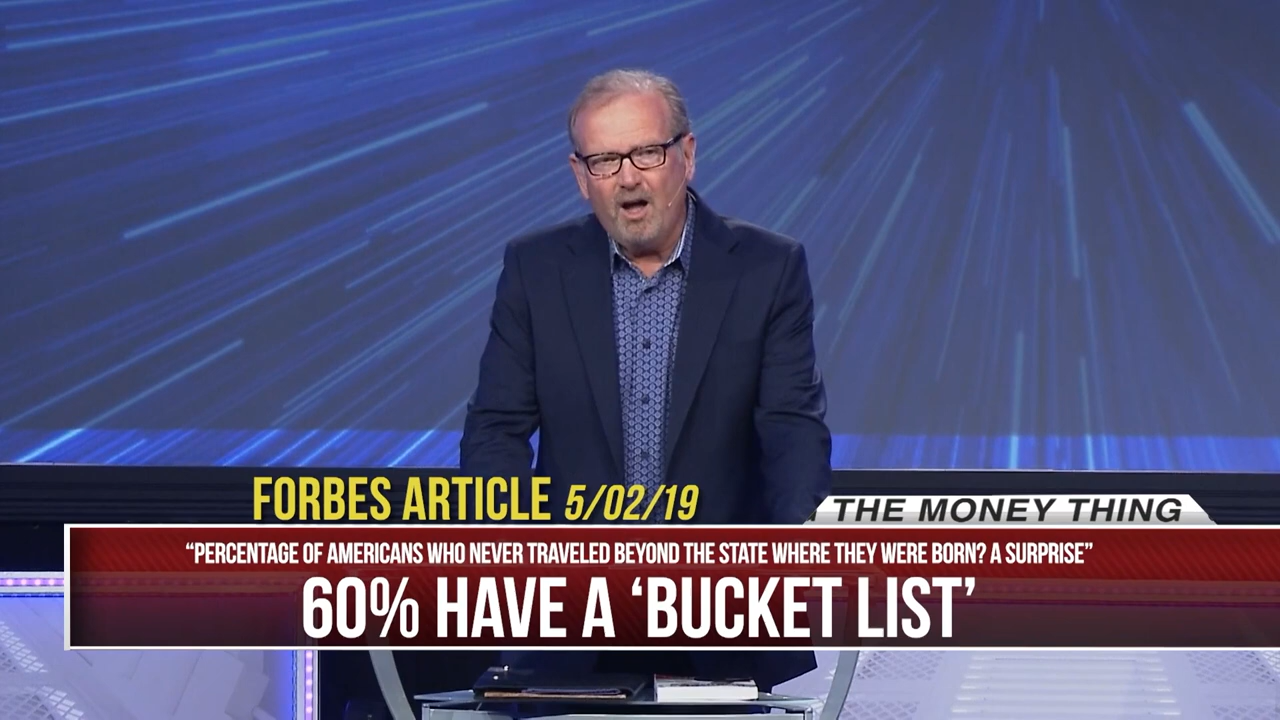 FORBES ARTICLE 5/02/19
THE MONEY THING
“PERCENTAGE OF AMERICANS WHO NEVER TRAVELED BEYOND THE STATE WHERE THEY WERE BORN? A SURPRISE”
60% HAVE A ‘BUCKET LIST’